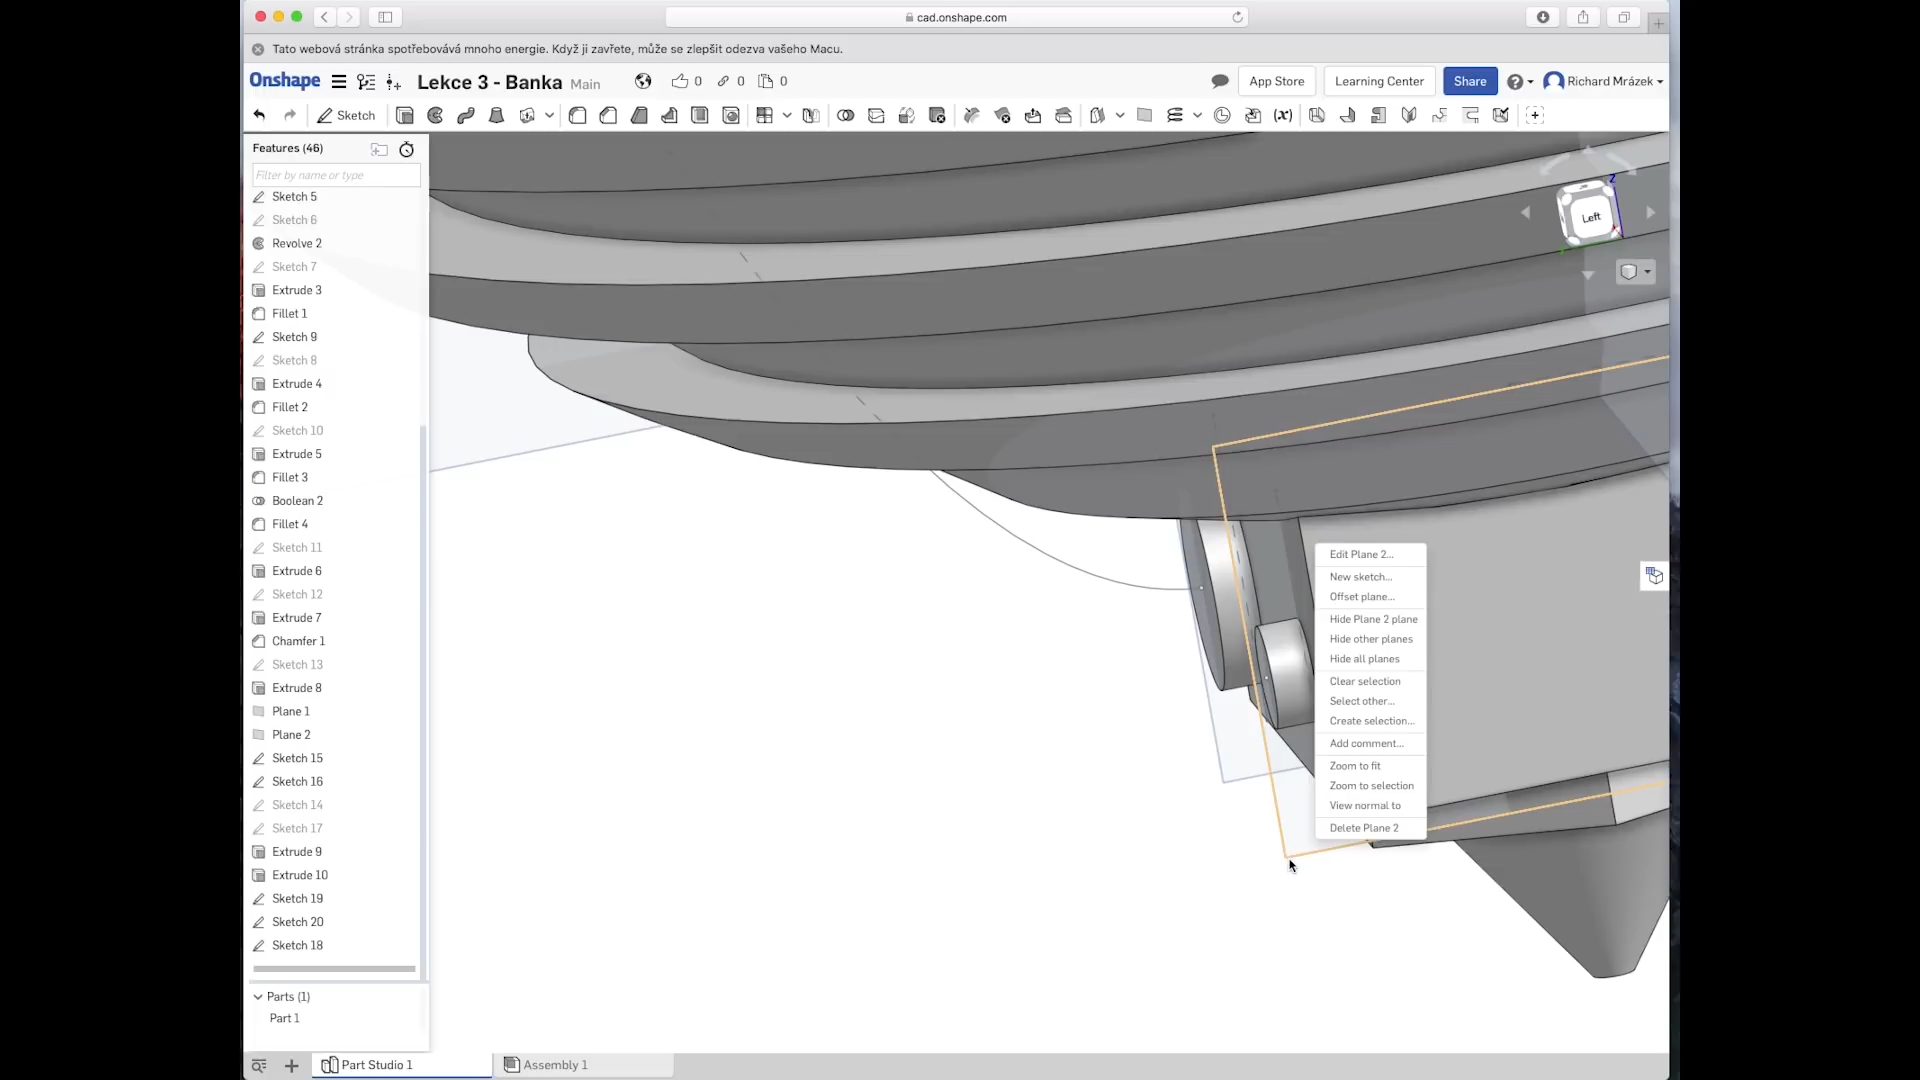 cad.onshape.com
Tato webová stránka spotřebovává mnoho energie. Když ji zavřete, může se zlepšit odezva vašeho Macu.
Onshape
Lekce 3 - Banka Main
0
0
0
App Store
Learning Center
Share
Richard Mrázek
Sketch
Features (46)
Filter by name or type
Sketch 5
Sketch 6
Revolve 2
Sketch 7
Extrude 3
Fillet 1
Sketch 9
Sketch 8
Extrude 4
Fillet 2
Sketch 10
Extrude 5
Fillet 3
Boolean 2
Fillet 4
Sketch 11
Extrude 6
Sketch 12
Extrude 7
Chamfer 1
Sketch 13
Extrude 8
Plane 1
Plane 2
Sketch 15
Sketch 16
Sketch 14
Sketch 17
Extrude 9
Extrude 10
Sketch 19
Sketch 20
Sketch 18
Parts (1)
Part 1
Z
Left
Edit Plane 2...
New sketch...
Offset plane...
Hide Plane 2 plane
Hide other planes
Hide all planes
Clear selection
Select other...
Create selection...
Add comment...
Zoom to fit
Zoom to selection
View normal to
Delete Plane 2
Part Studio 1
Assembly 1